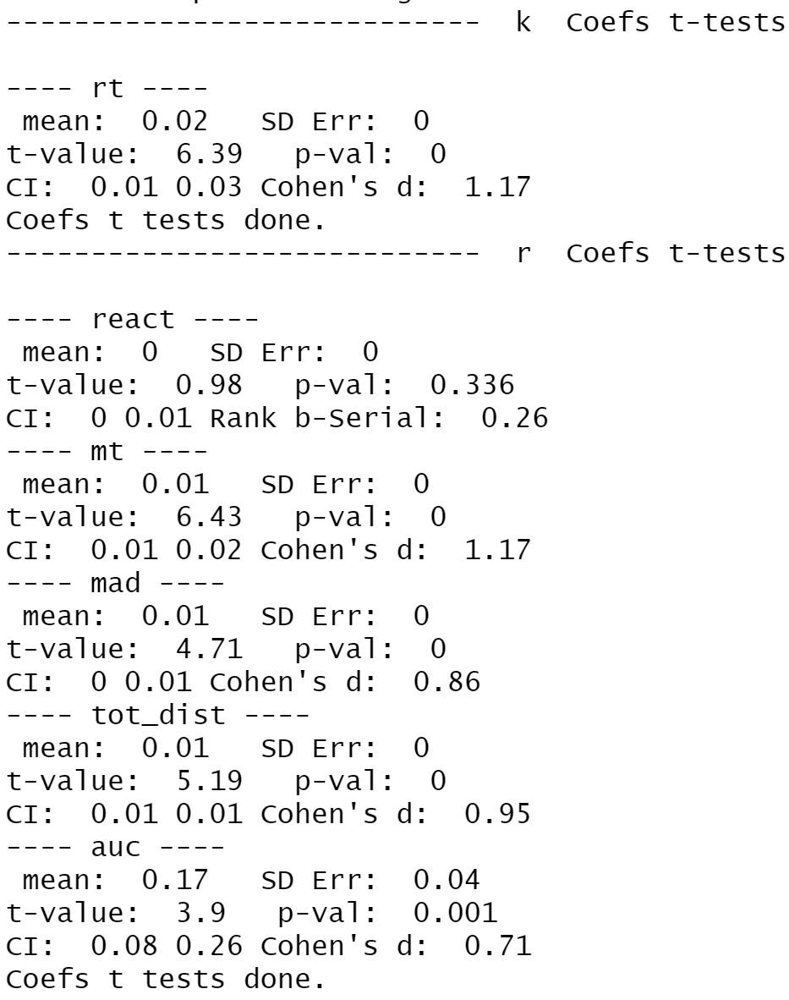 ---------------------------- k Coefs t-tests
---- rt ----
mean: 0.02 SD Err: 0
t-value: 6.39 p-val: 0
CI: 0.01 0.03 Cohen's d: 1.17
Coefs t tests done.
---------------------------- r Coefs t-tests
---- react ----
mean: 0 SD Err: 0
t-value: 0.98 p-val: 0.336
CI: 0 0.01 Rank b-Serial: 0.26
---- mt ----
mean: 0.01 SD Err: 0
t-value: 6.43 p-val: 0
CI: 0.01 0.02 Cohen's d: 1.17
---- mad ----
mean: 0.01 SD Err: 0
t-value: 4.71 p-val: 0
CI: 0 0.01 Cohen's d: 0.86
---- tot_dist ----
mean: 0.01 SD Err: 0
t-value: 5.19 p-val: 0
CI: 0.01 0.01 Cohen's d: 0.95
---- auc ----
mean: 0.17 SD Err: 0.04
t-value: 3.9 p-val: 0.001
CI: 0.08 0.26 Cohen's d: 0.71
Coefs t tests done.